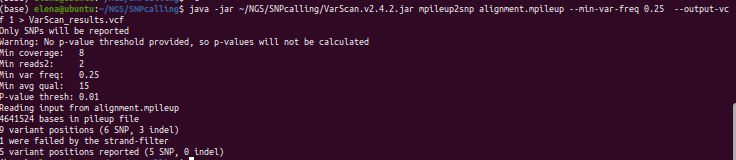 (base) elena@ubuntu:~/NGS/SNPcalling$ java -jar ~/NGS/SNPcalling/VarScan.v2.4.2.jar mpileup2snp alignment.mpileup --min-var-freq 0.25  --output-vc
f 1 > VarScan_results.vcf
Only SNPs will be reported
Warning: No p-value threshold provided, so p-values will not be calculated
Min coverage:   8
Min reads2:     2
Min var freq:   0.25
Min avg qual:   15
P-value thresh: 0.01
Reading input from alignment.mpileup
4641524 bases in pileup file
9 variant positions (6 SNP, 3 indel)
1 were failed by the strand-filter
5 variant positions reported (5 SNP, 0 indel)